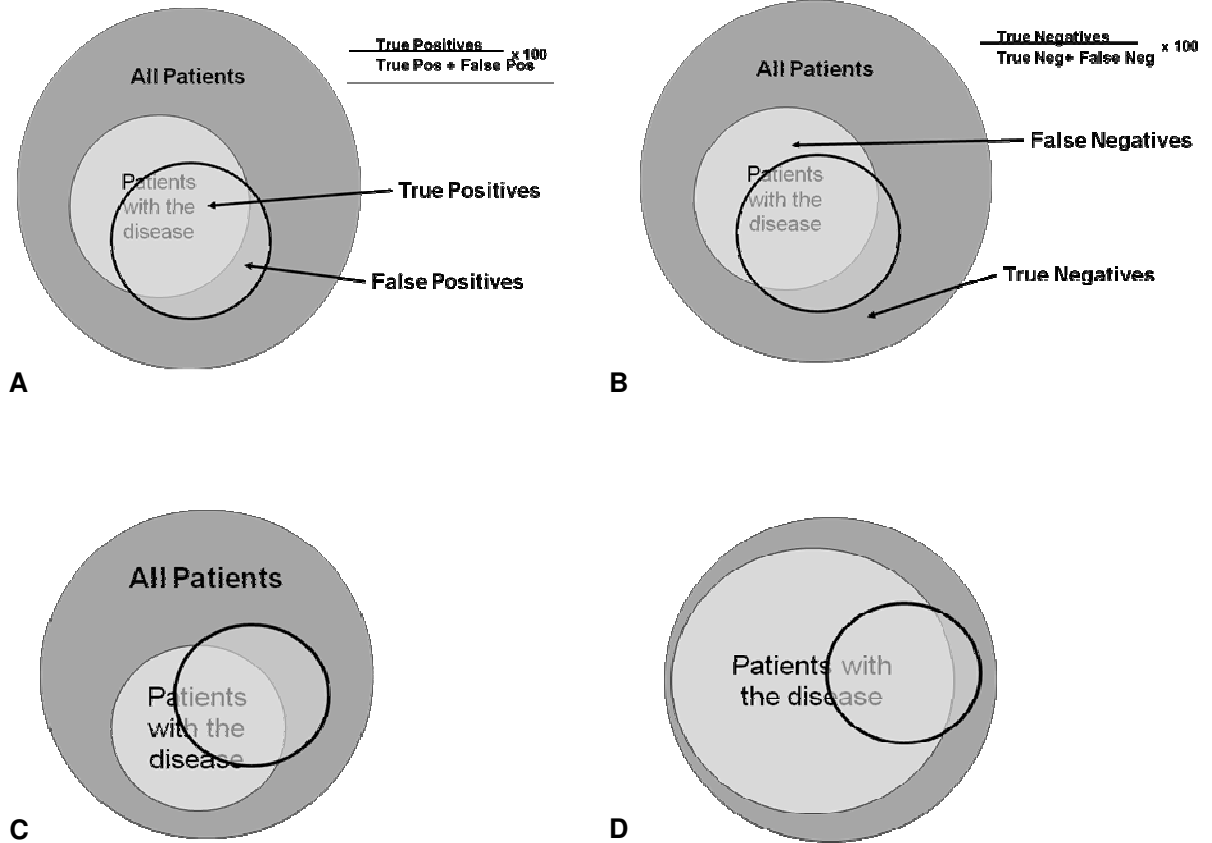 True Positives
True Pos + False Pos
x 100
All Patients
Patients
with the
disease
True Positives
False Positives
A
True Negatives
True Neg+ False Neg
x 100
All Patients
False Negatives
Patients
with the
disease
True Negatives
B
All Patients
Patients
with the
disease
C
Patients with
the disease
D